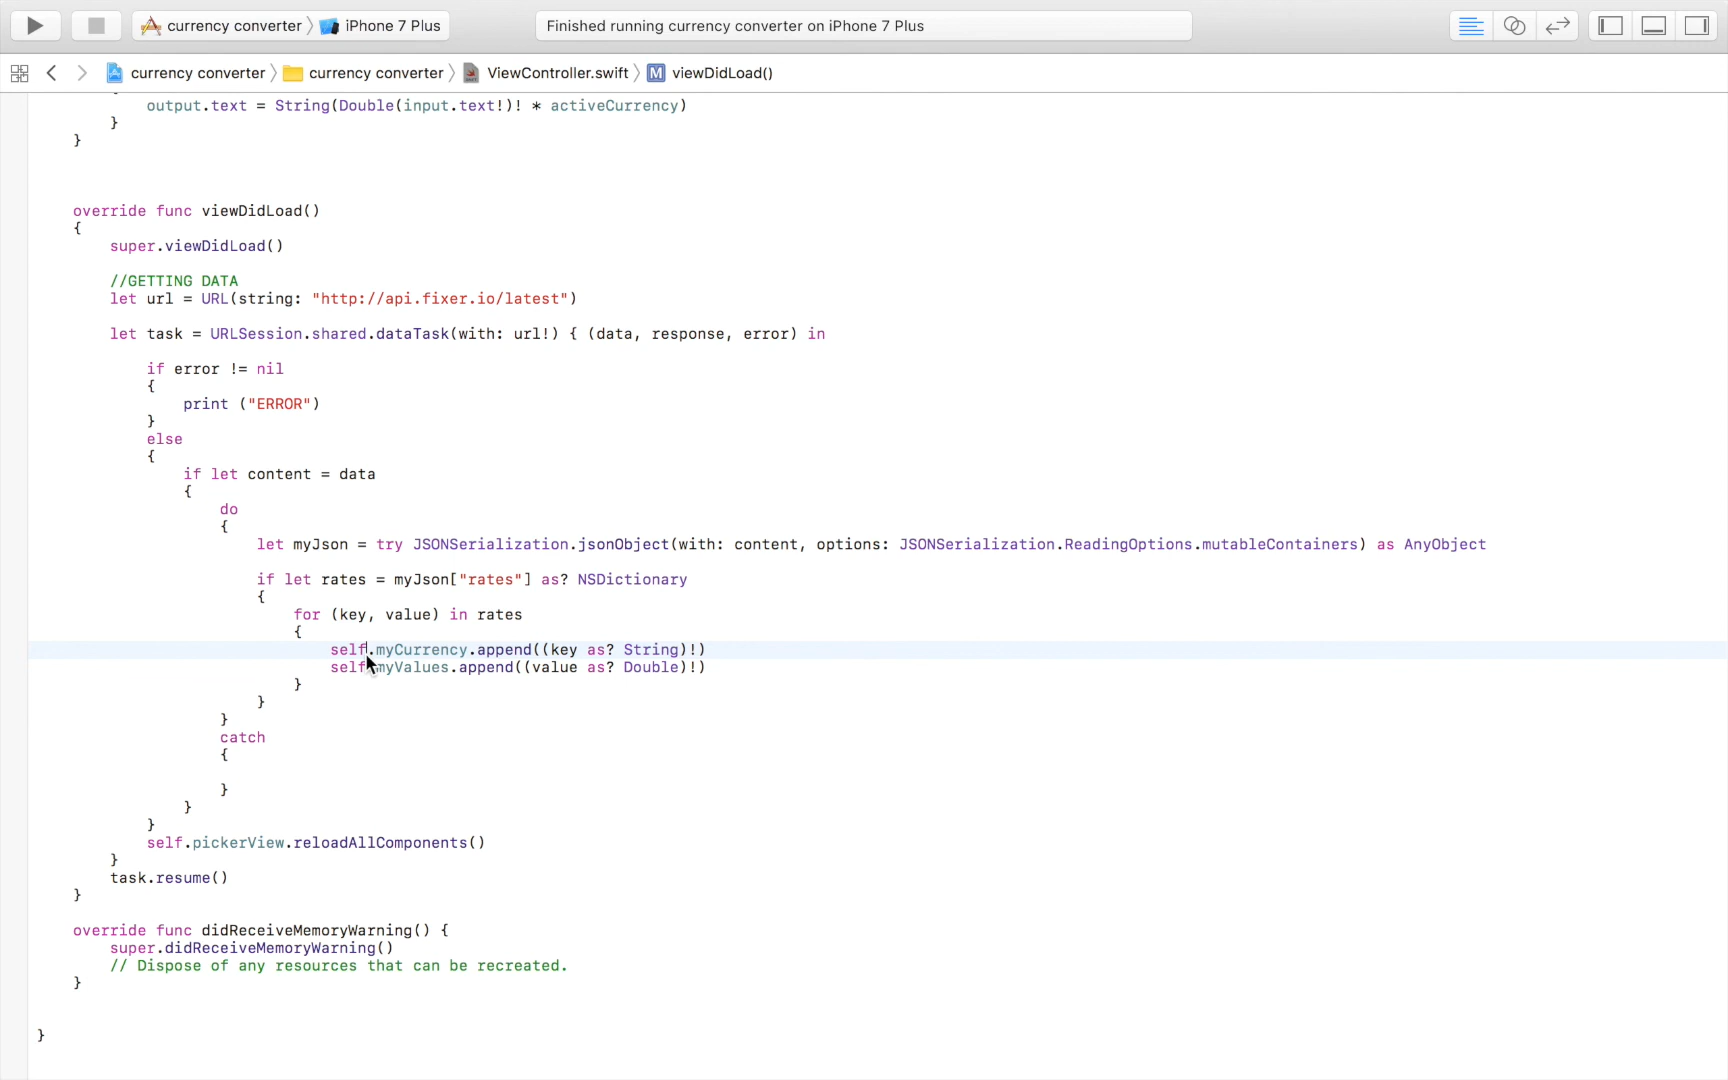 currency converter 〉 iPhone 7 Plus
Finished running currency converter on iPhone 7 Plus
currency converter 〉 currency converter 〉 ViewController.swift 〉 M viewDidLoad()
output.text = String(Double(input.text!)! * activeCurrency)
}
}
override func viewDidLoad()
{
super.viewDidLoad()
//GETTING DATA
let url = URL(string: "http://api.fixer.io/latest")
let task = URLSession.shared.dataTask(with: url!) { (data, response, error) in
if error != nil
{
print ("ERROR")
}
else
{
if let content = data
{
do
{
let myJson = try JSONSerialization.jsonObject(with: content, options: JSONSerialization.ReadingOptions.mutableContainers) as AnyObject
if let rates = myJson["rates"] as? NSDictionary
{
for (key, value) in rates
{
self.myCurrency.append((key as? String)!)
self.myValues.append((value as? Double)!)
}
}
}
catch
{
}
}
}
self.pickerView.reloadAllComponents()
}
task.resume()
}
override func didReceiveMemoryWarning() {
super.didReceiveMemoryWarning()
// Dispose of any resources that can be recreated.
}
}